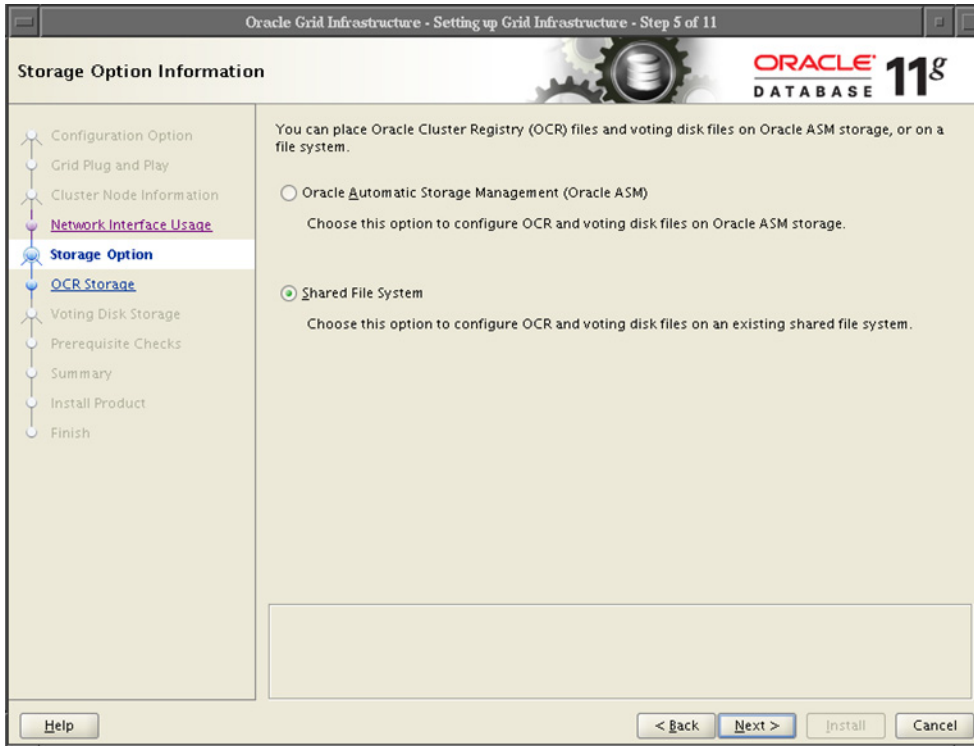 Oracle Grid Infrastructure - Setting up Grid Infrastructure - Step 5 of 11
Storage Option Information
ORACLE
DATABASE
11g
Configuration Option
Grid Plug and Play
Cluster Node Information
Network Interface Usage
Storage Option
OCR Storage
Voting Disk Storage
Prerequisite Checks
Summary
Install Product
Finish
You can place Oracle Cluster Registry (OCR) files and voting disk files on Oracle ASM storage, or on a
file system.
Oracle Automatic Storage Management (Oracle ASM)
Choose this option to configure OCR and voting disk files on Oracle ASM storage.
Shared File System
Choose this option to configure OCR and voting disk files on an existing shared file system.
Help
< Back
Next >
Install
Cancel